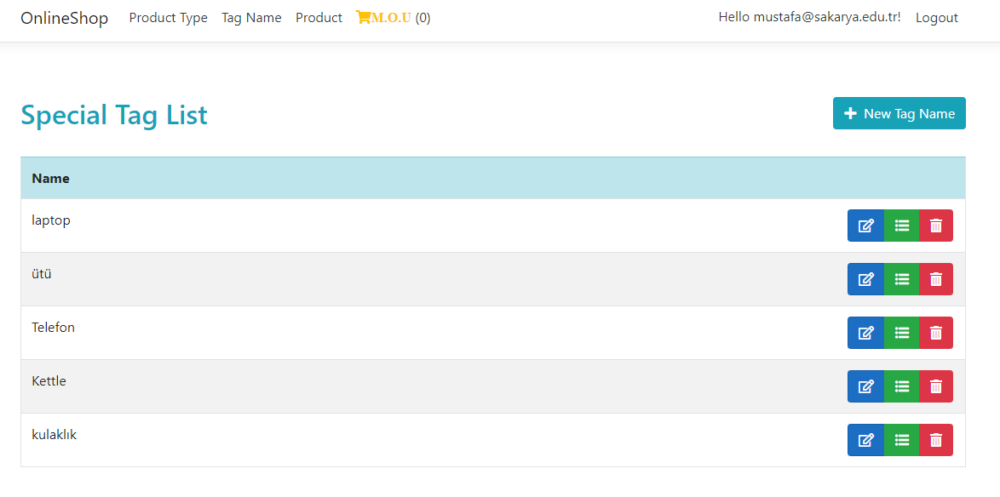 OnlineShop Product Type Tag Name Product M.O.U (0) Hello mustafa@sakarya.edu.tr! Logout
Special Tag List
New Tag Name
Name
laptop
ütü
Telefon
Kettle
kulaklık